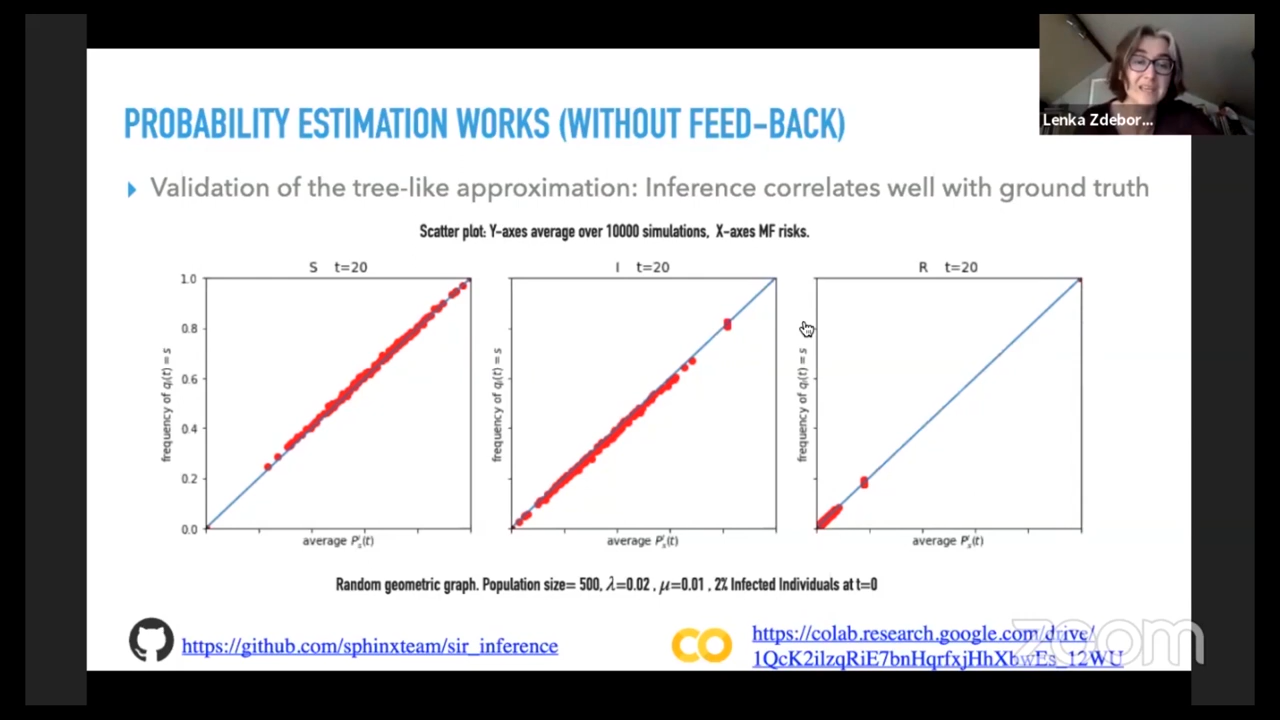 Lenka Zdebor...
PROBABILITY ESTIMATION WORKS (WITHOUT FEED-BACK)
Validation of the tree-like approximation: Inference correlates well with ground truth
Scatter plot: Y-axes average over 10000 simulations, X-axes MF risks.
S t=20
I t=20
R t=20
1.0
0.8
0.6
0.4
0.2
0.0
frequency of qᵢ(t) = s
frequency of qᵢ(t) = s
frequency of qᵢ(t) = s
average Pₛⁱ(t)
average Pₛⁱ(t)
average Pₛⁱ(t)
Random geometric graph. Population size= 500, λ=0.02 , μ=0.01 , 2% Infected Individuals at t=0
https://github.com/sphinxteam/sir_inference
https://colab.research.google.com/drive/
1QcK2ilzqRiE7bnHqrfxjHhXbwEs_12WU
zoom